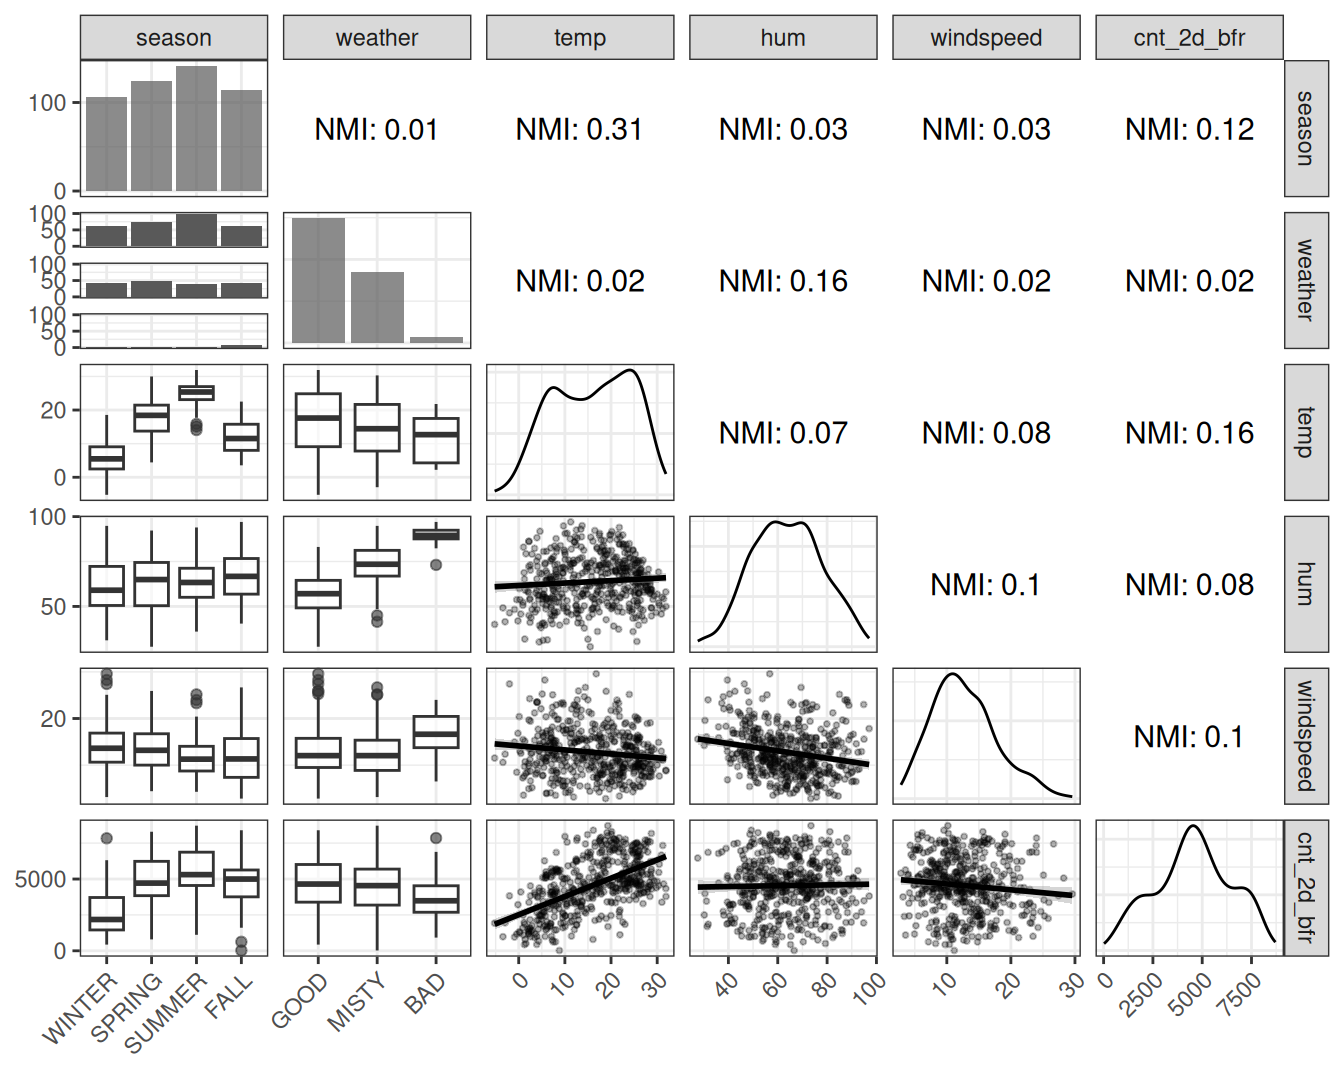 season weather temp hum windspeed cnt_2d_bfr
100
0
NMI: 0.01 NMI: 0.31 NMI: 0.03 NMI: 0.03 NMI: 0.12
season
100
50
0
100
50
0
100
50
0
NMI: 0.02 NMI: 0.16 NMI: 0.02 NMI: 0.02
weather
20
0
NMI: 0.07 NMI: 0.08 NMI: 0.16
temp
100
50
NMI: 0.1 NMI: 0.08
hum
20
NMI: 0.1
windspeed
5000
0
cnt_2d_bfr
WINTER SPRING SUMMER FALL GOOD MISTY BAD 0 10 20 30 40 60 80 100 10 20 30 0 2500 5000 7500